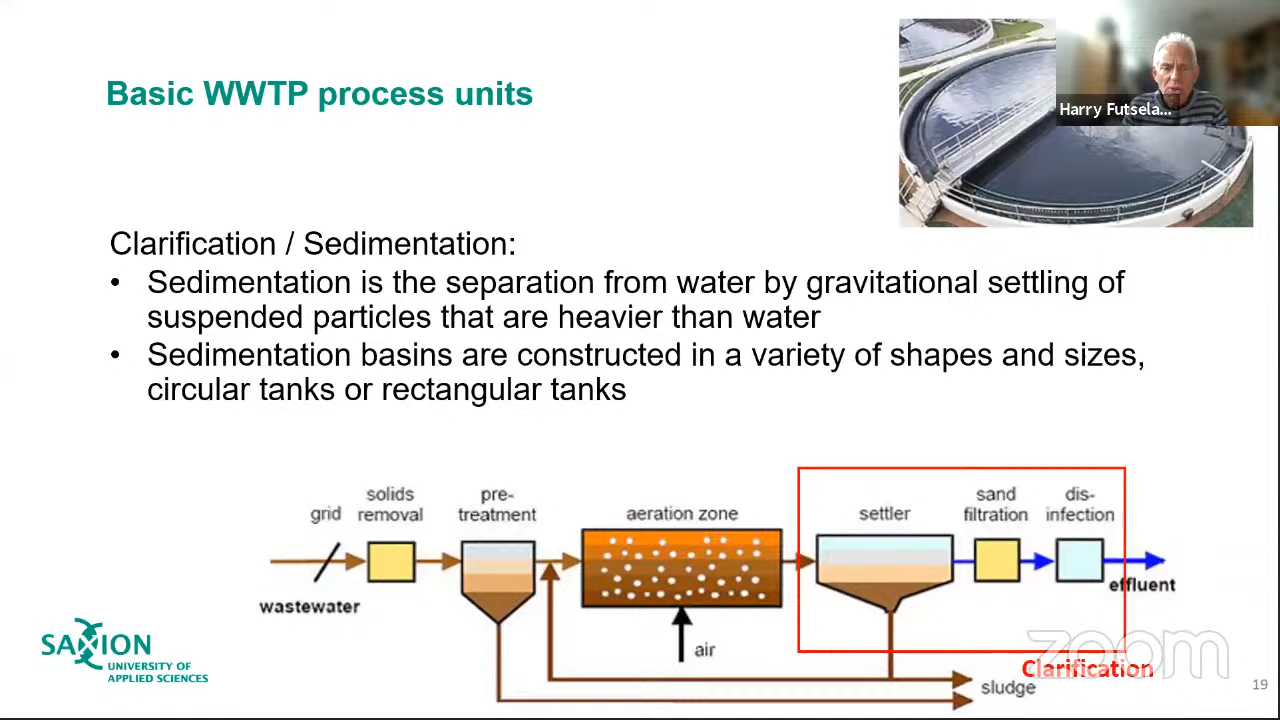 Basic WWTP process units
Harry Futsela...
Clarification / Sedimentation:
• Sedimentation is the separation from water by gravitational settling of
suspended particles that are heavier than water
• Sedimentation basins are constructed in a variety of shapes and sizes,
circular tanks or rectangular tanks
grid
solids
removal
pre-
treatment
aeration zone
settler
sand
filtration
dis-
infection
wastewater
effluent
air
sludge
Clarification
zoom
SAXION
UNIVERSITY OF
APPLIED SCIENCES
19